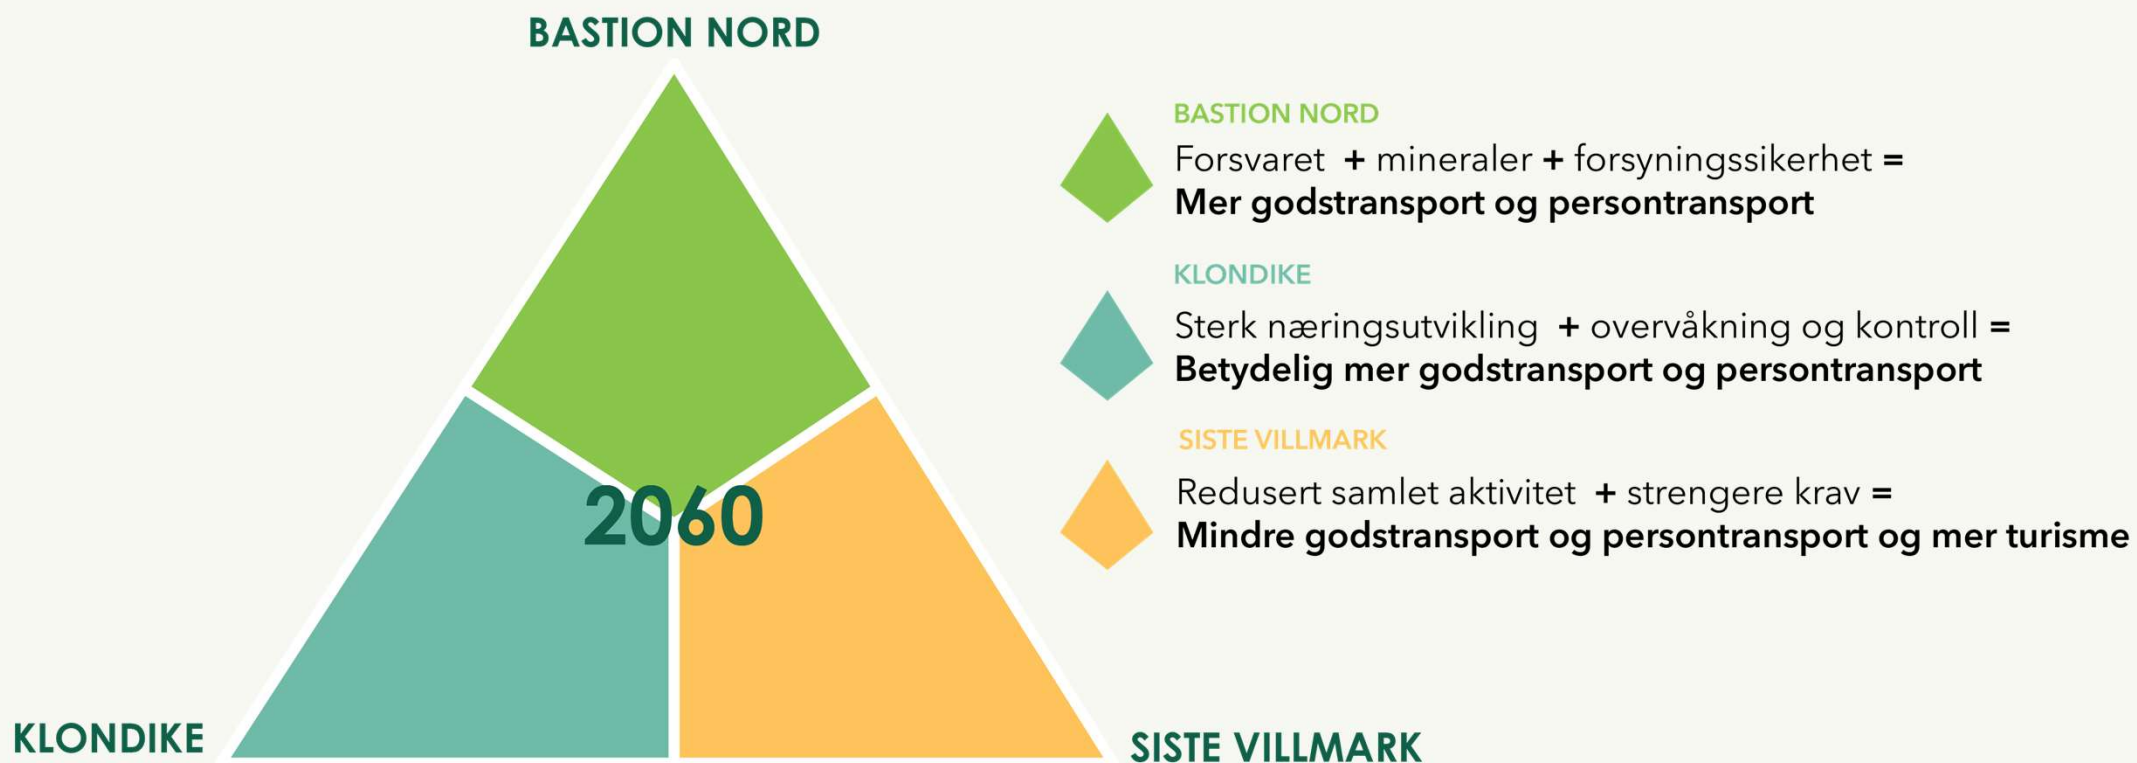 BASTION NORD
2060
KLONDIKE
SISTE VILLMARK
BASTION NORD
Forsvaret + mineraler + forsyningssikerhet =
Mer godstransport og persontransport
KLONDIKE
Sterk næringsutvikling + overvåkning og kontroll =
Betydelig mer godstransport og persontransport
SISTE VILLMARK
Redusert samlet aktivitet + strengere krav =
Mindre godstransport og persontransport og mer turisme